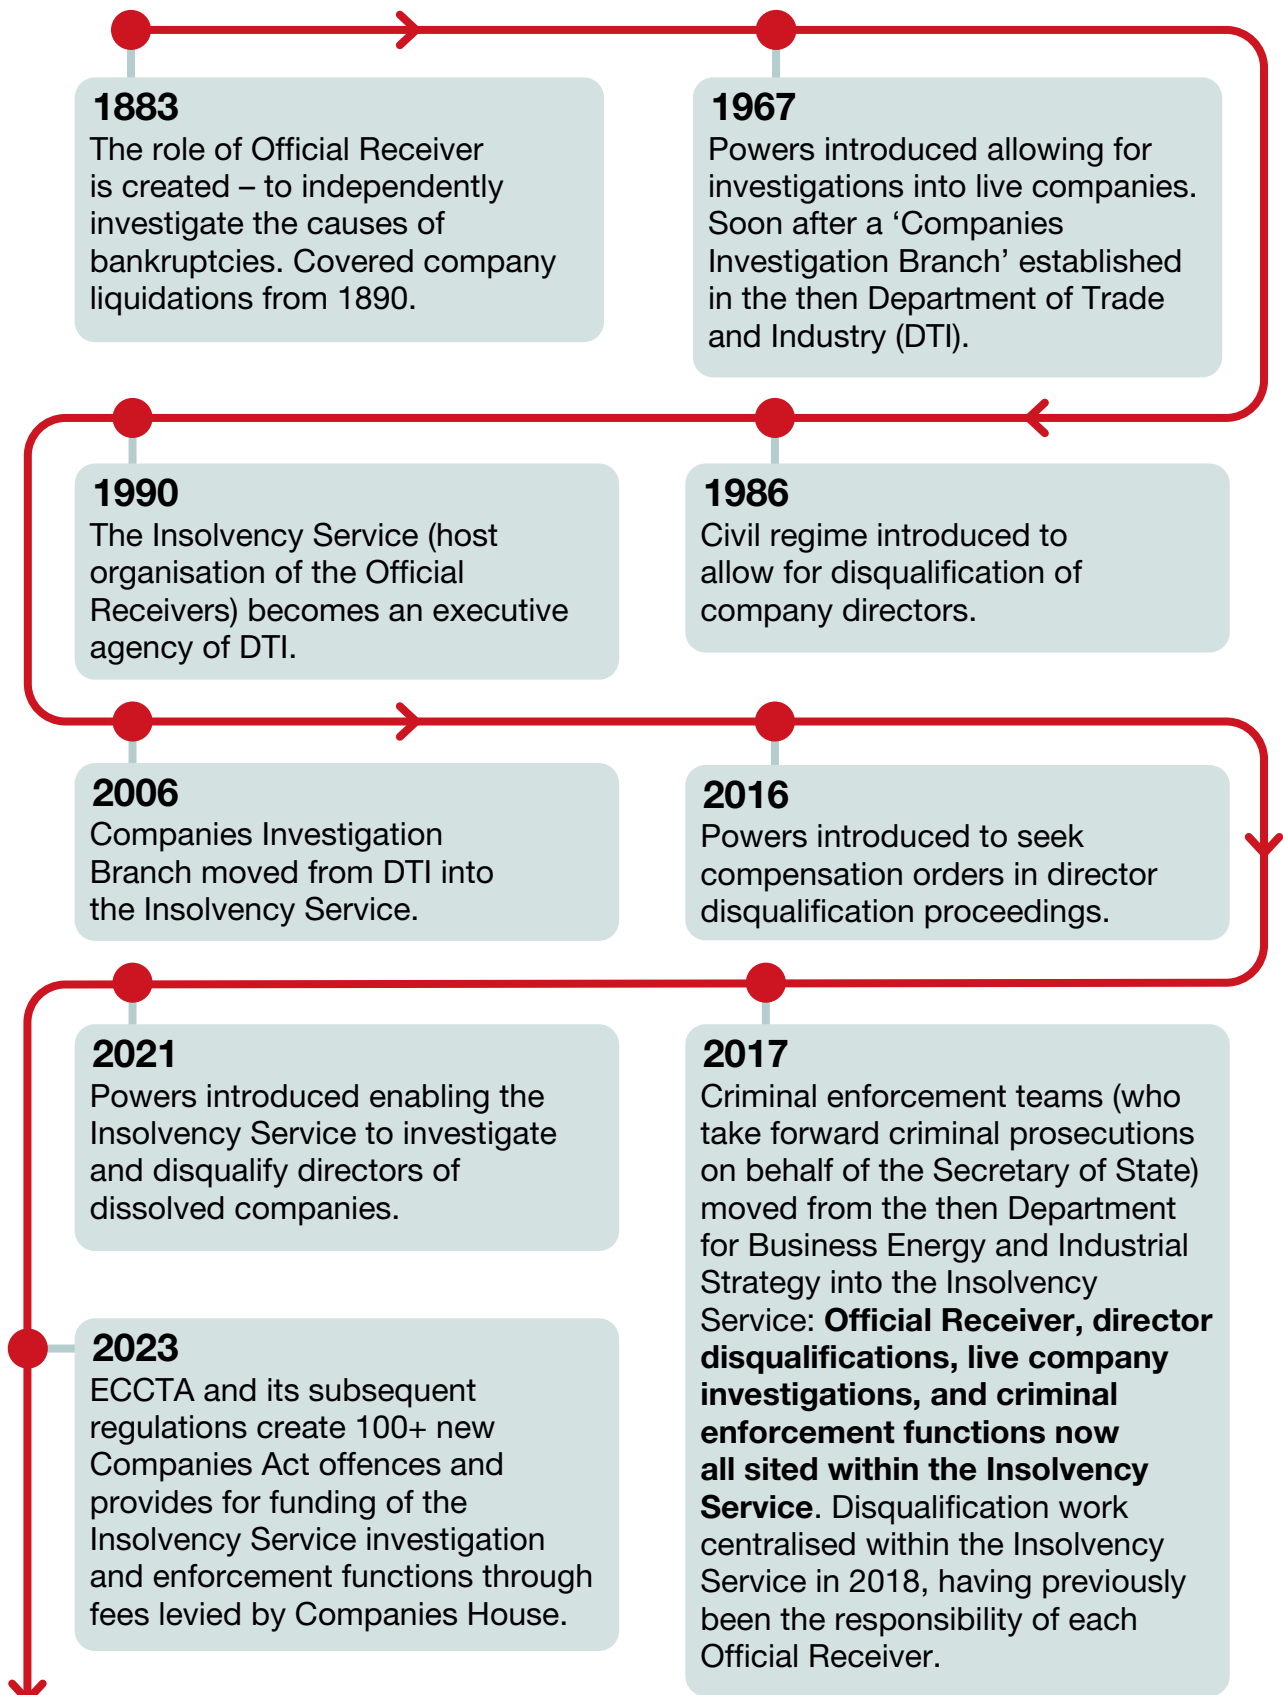 1883
The role of Official Receiver
is created – to independently
investigate the causes of
bankruptcies. Covered company
liquidations from 1890.
1967
Powers introduced allowing for
investigations into live companies.
Soon after a ‘Companies
Investigation Branch’ established
in the then Department of Trade
and Industry (DTI).
1986
Civil regime introduced to
allow for disqualification of
company directors.
1990
The Insolvency Service (host
organisation of the Official
Receivers) becomes an executive
agency of DTI.
2006
Companies Investigation
Branch moved from DTI into
the Insolvency Service.
2016
Powers introduced to seek
compensation orders in director
disqualification proceedings.
2017
Criminal enforcement teams (who
take forward criminal prosecutions
on behalf of the Secretary of State)
moved from the then Department
for Business Energy and Industrial
Strategy into the Insolvency
Service: Official Receiver, director
disqualifications, live company
investigations, and criminal
enforcement functions now
all sited within the Insolvency
Service. Disqualification work
centralised within the Insolvency
Service in 2018, having previously
been the responsibility of each
Official Receiver.
2021
Powers introduced enabling the
Insolvency Service to investigate
and disqualify directors of
dissolved companies.
2023
ECCTA and its subsequent
regulations create 100+ new
Companies Act offences and
provides for funding of the
Insolvency Service investigation
and enforcement functions through
fees levied by Companies House.